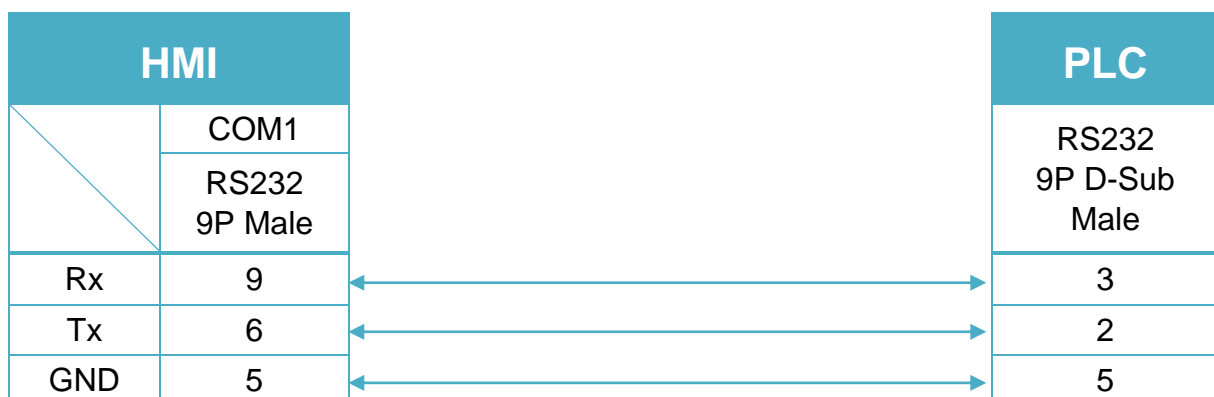 HMI
PLC
COM1
RS232
9P Male
RS232
9P D-Sub
Male
Rx 9 3
Tx 6 2
GND 5 5